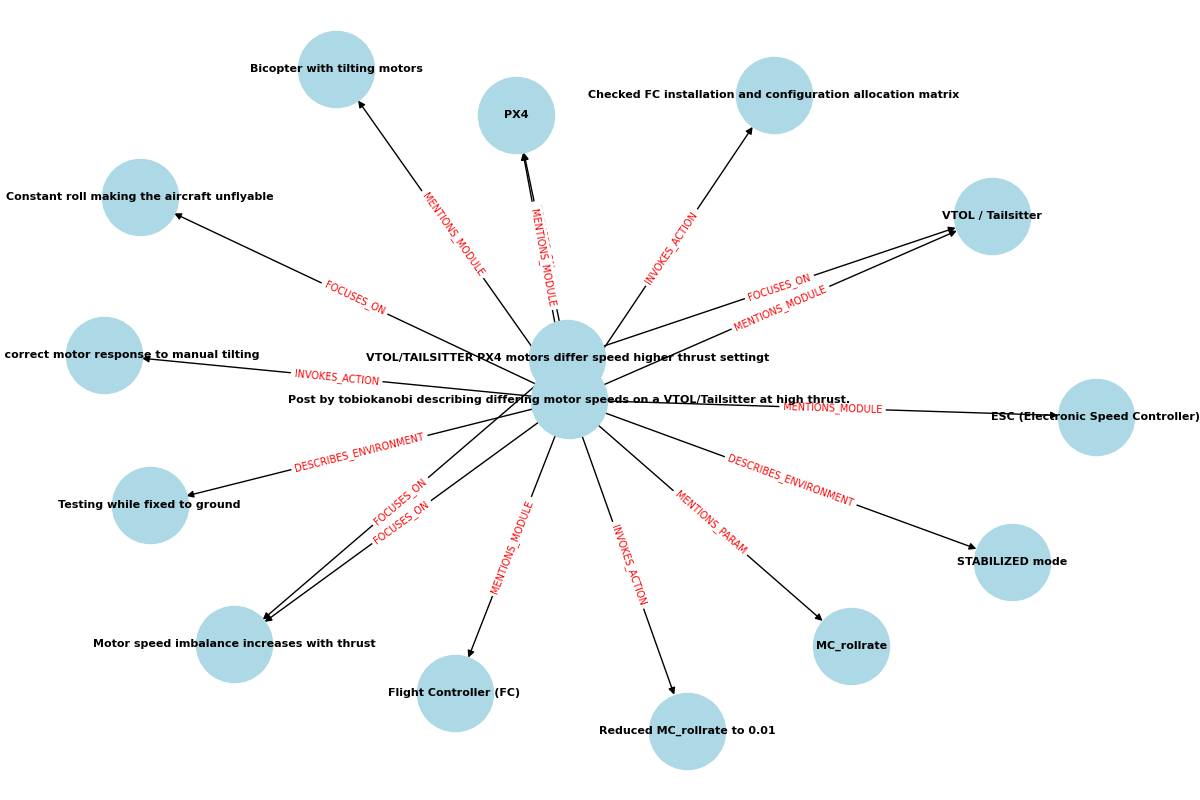 Bicopter with tilting motors
Checked FC installation and configuration allocation matrix
PX4
Constant roll making the aircraft unflyable
VTOL / Tailsitter
MENTIONS_MODULE
MENTIONS_MODULE
INVOKES_ACTION
FOCUSES_ON
FOCUSES_ON
MENTIONS_MODULE
correct motor response to manual tilting
VTOL/TAILSITTER PX4 motors differ speed higher thrust settingt
INVOKES_ACTION
Post by tobiokanobi describing differing motor speeds on a VTOL/Tailsitter at high thrust.
MENTIONS_MODULE
ESC (Electronic Speed Controller)
DESCRIBES_ENVIRONMENT
DESCRIBES_ENVIRONMENT
Testing while fixed to ground
FOCUSES_ON
FOCUSES_ON
MENTIONS_MODULE
INVOKES_ACTION
MENTIONS_PARAM
STABILIZED mode
Motor speed imbalance increases with thrust
MC_rollrate
Flight Controller (FC)
Reduced MC_rollrate to 0.01